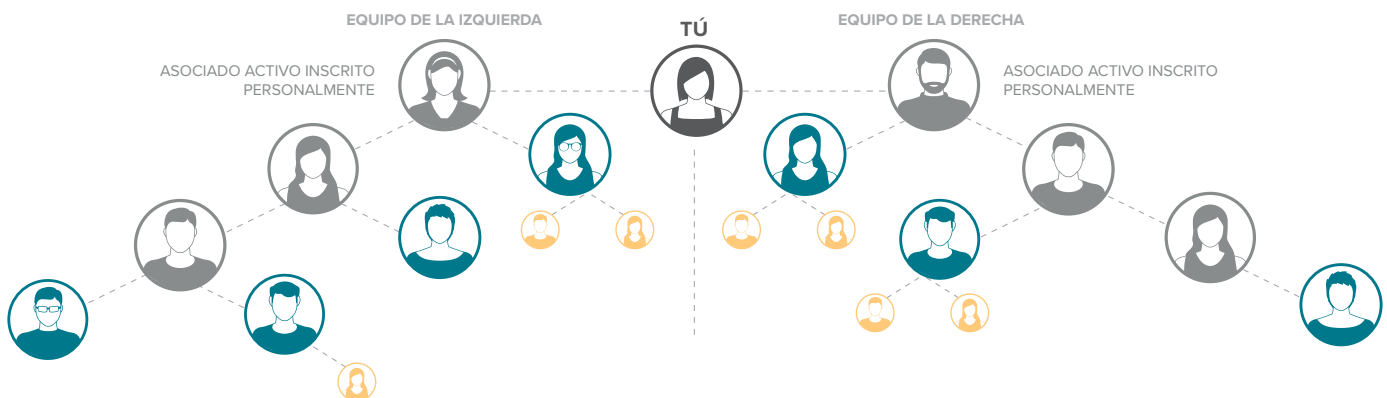 EQUIPO DE LA IZQUIERDA
TÚ
EQUIPO DE LA DERECHA
ASOCIADO ACTIVO INSCRITO
PERSONALMENTE
ASOCIADO ACTIVO INSCRITO
PERSONALMENTE